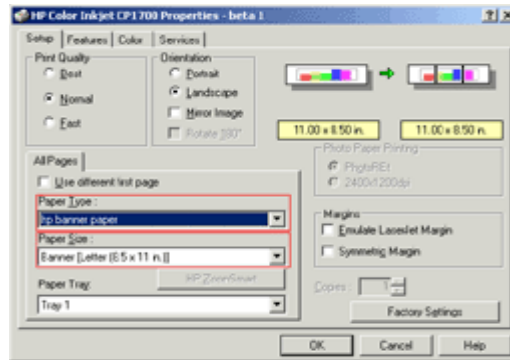 HP Color Inkjet CP1700 Properties - beta 1
Setup Features Color Services
Print Quality
Best
Normal
Fast
Orientation
Portrait
Landscape
Mirror Image
Rotate 180°
11.00 x 8.50 in. 11.00 x 8.50 in.
All Pages
Use different first page
Paper Type :
hp banner paper
Paper Size :
Banner [Letter (8.5 x 11 in.)]
HP ZoomSmart
Paper Tray:
Tray 1
Photo Paper Printing
PhotoREt
2400x1200dpi
Margins
Emulate LaserJet Margin
Symmetric Margin
Copies : 1
Factory Settings
OK Cancel Help